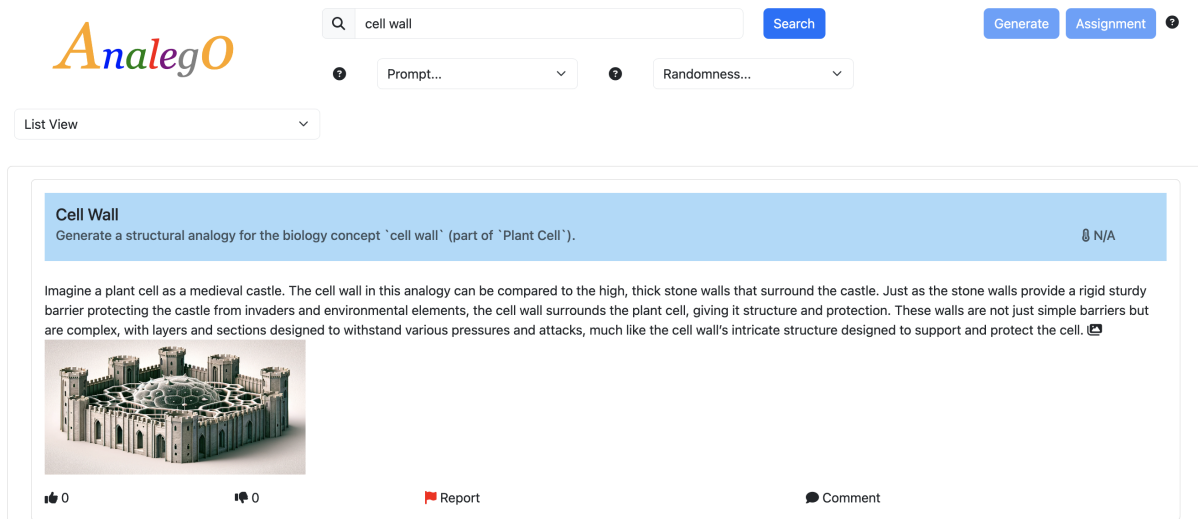 AnalegO
cell wall
Search
Generate
Assignment
Prompt...
Randomness...
List View
Cell Wall
Generate a structural analogy for the biology concept `cell wall` (part of `Plant Cell`).
N/A
Imagine a plant cell as a medieval castle. The cell wall in this analogy can be compared to the high, thick stone walls that surround the castle. Just as the stone walls provide a rigid sturdy
barrier protecting the castle from invaders and environmental elements, the cell wall surrounds the plant cell, giving it structure and protection. These walls are not just simple barriers but
are complex, with layers and sections designed to withstand various pressures and attacks, much like the cell wall's intricate structure designed to support and protect the cell.
0
0
Report
Comment